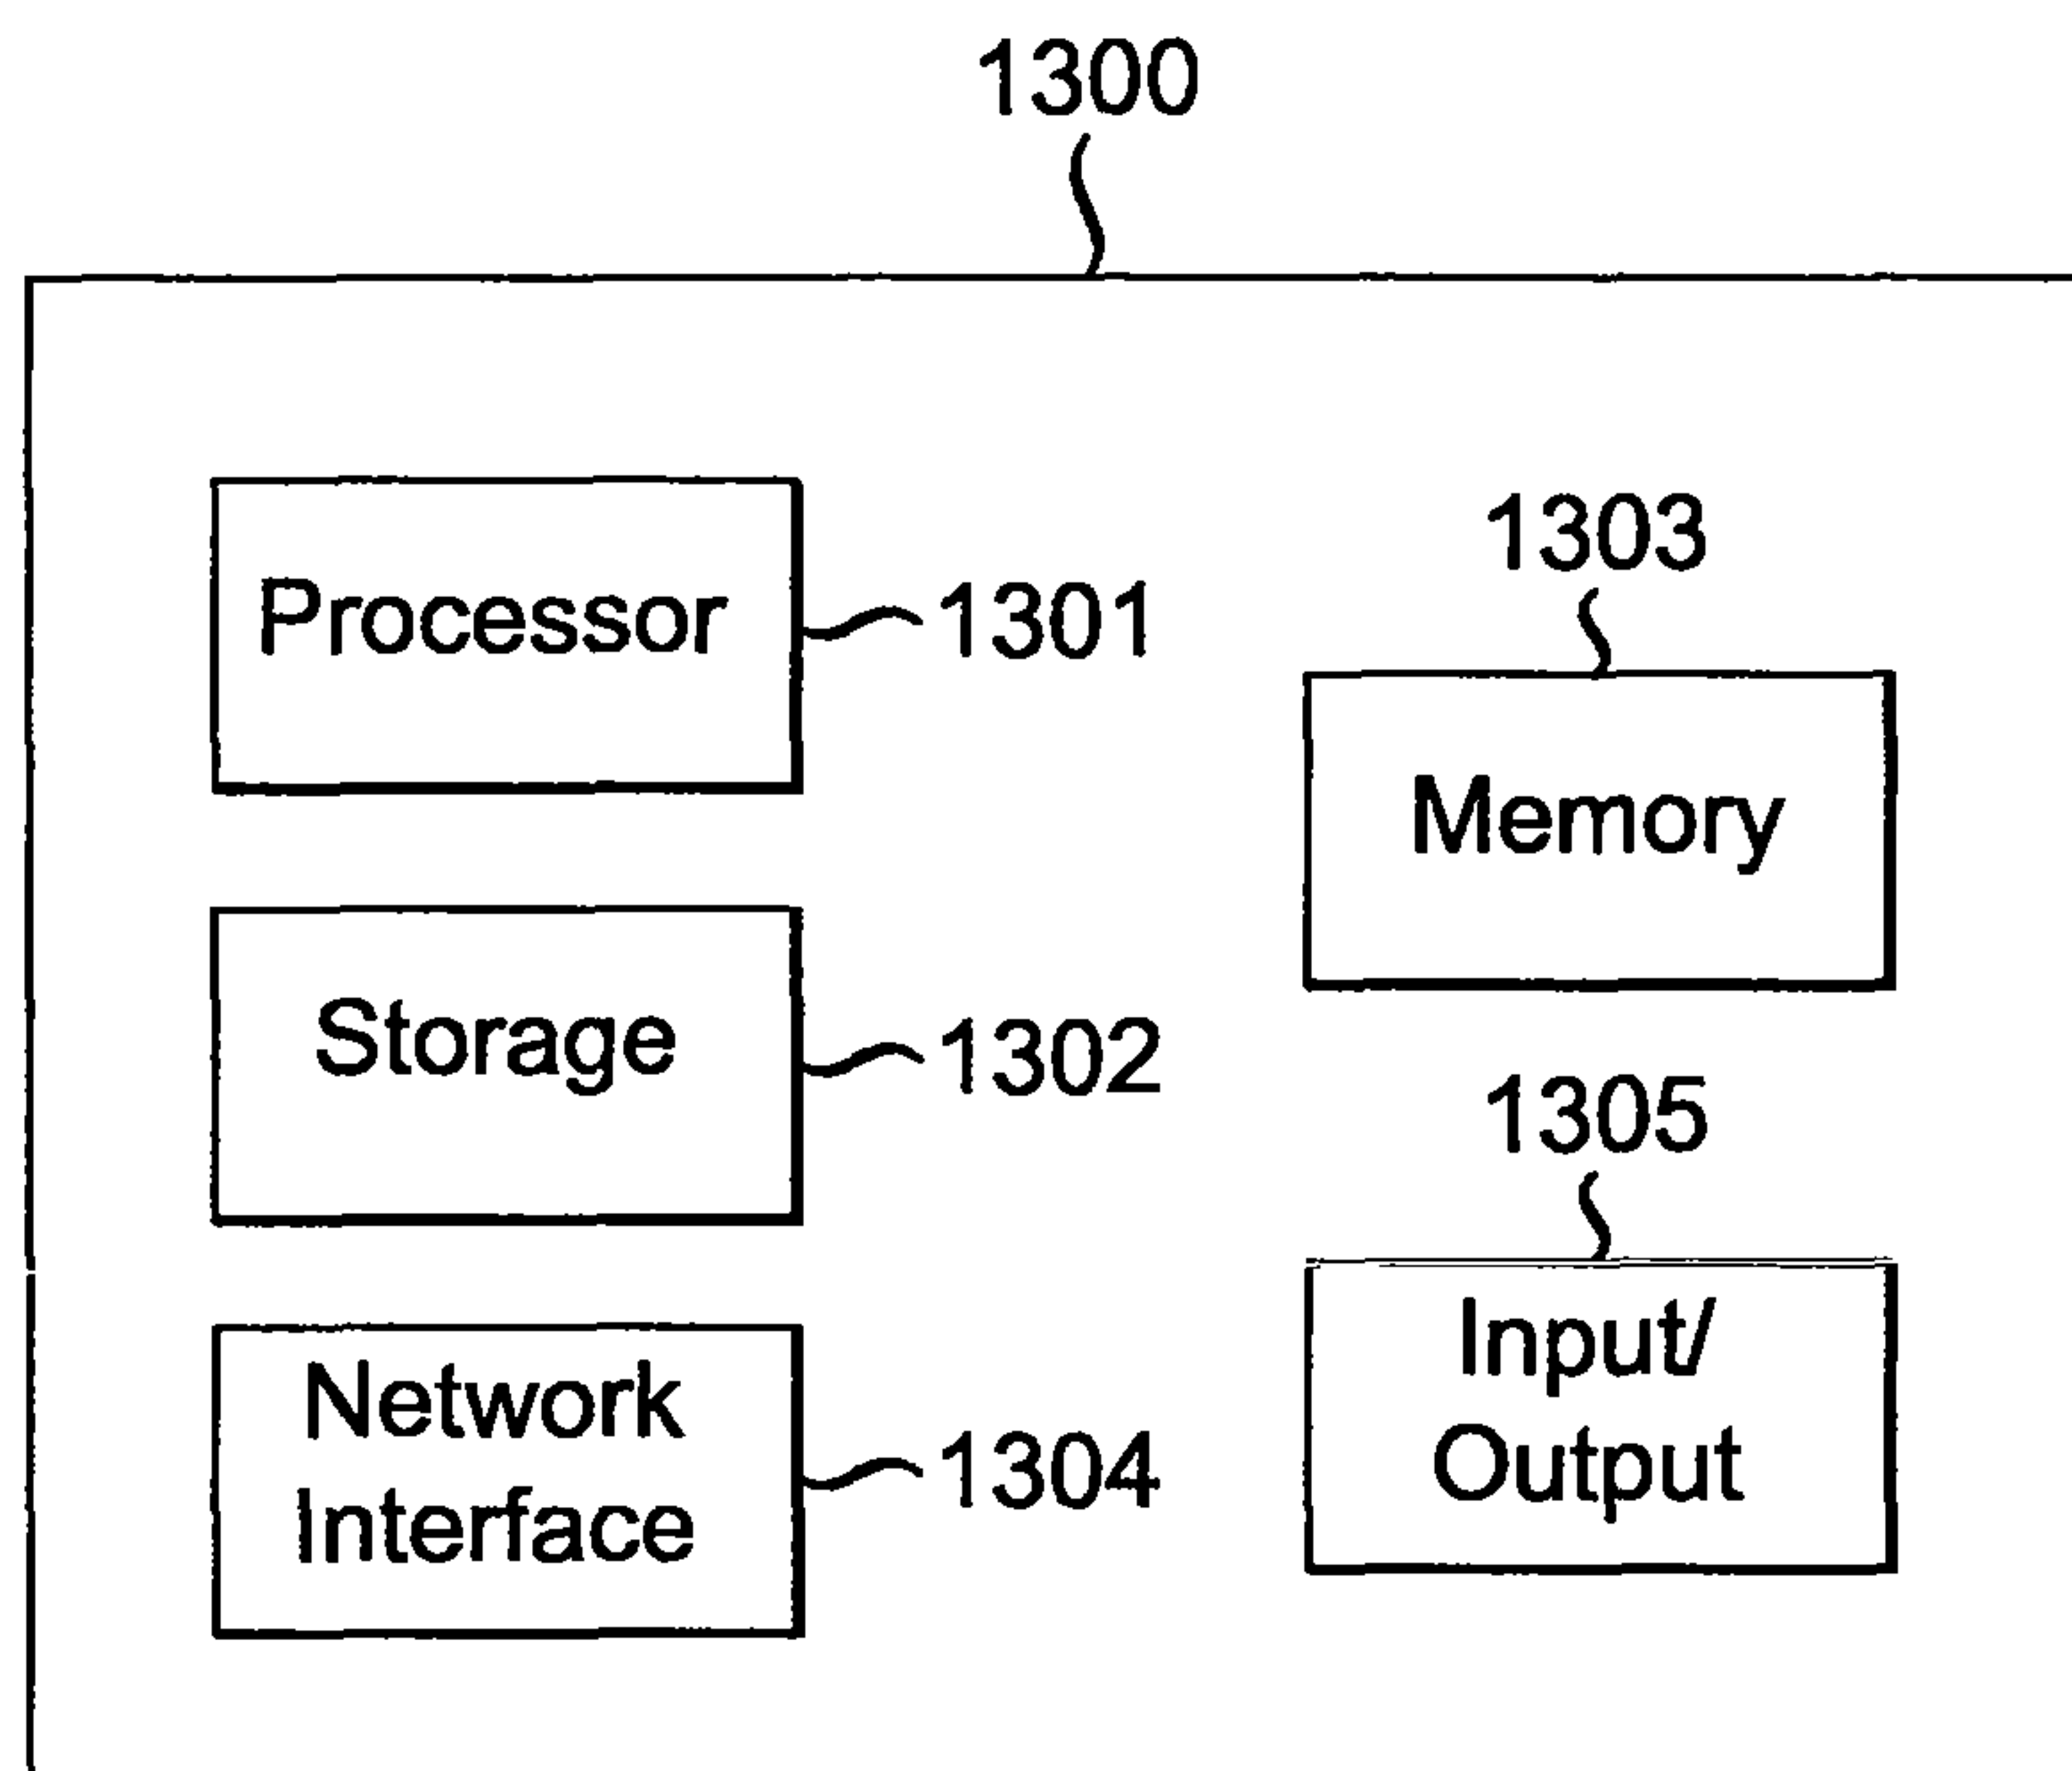 1300
Processor
1301
1303
Memory
Storage
1302
1305
Network
Interface
1304
Input/
Output